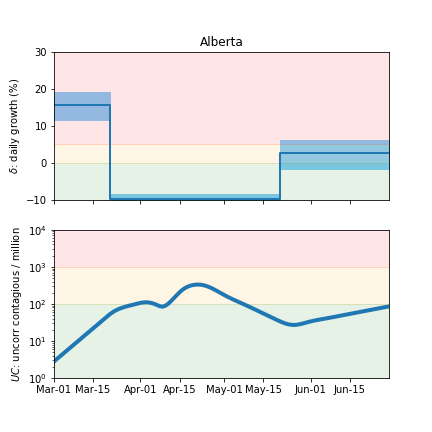 Alberta
δ: daily growth (%)
30
20
10
0
−10
UC: uncorr contagious / million
10⁴
10³
10²
10¹
10⁰
Mar-01 Mar-15 Apr-01 Apr-15 May-01 May-15 Jun-01 Jun-15